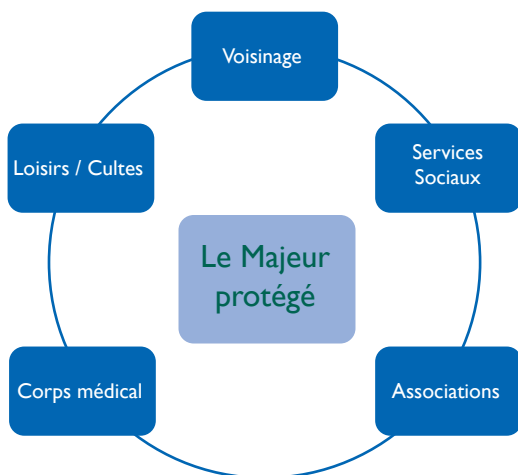 Voisinage
Loisirs / Cultes
Services
Sociaux
Le Majeur
protégé
Corps médical
Associations